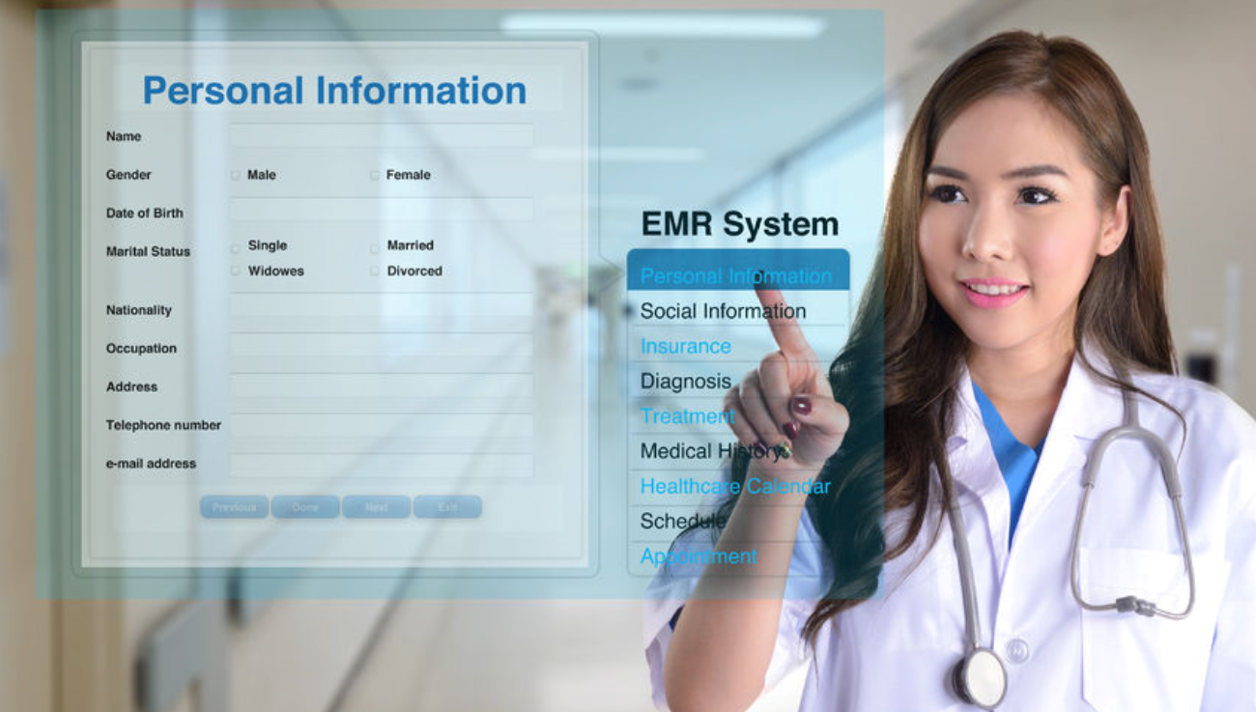 Personal Information
Name
Gender Male Female
Date of Birth
Marital Status Single Married
Widowes Divorced
Nationality
Occupation
Address
Telephone number
e-mail address
Previous Done Next Exit
EMR System
Personal Information
Social Information
Insurance
Diagnosis
Treatment
Medical History
Healthcare Calendar
Schedule
Appointment